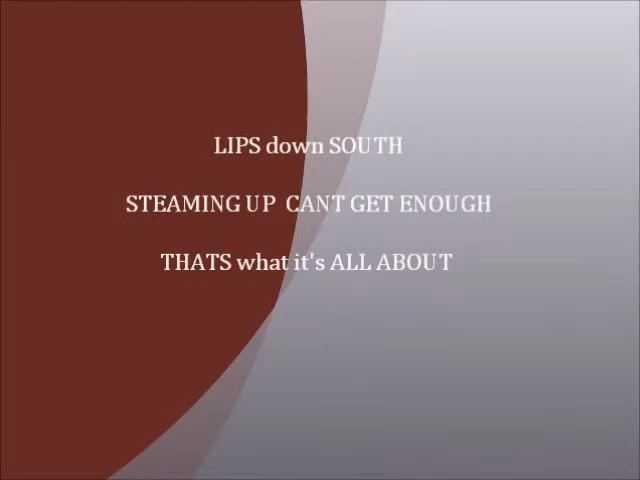 LIPS down SOUTH
STEAMING UP  CANT GET ENOUGH
THATS what it's ALL ABOUT